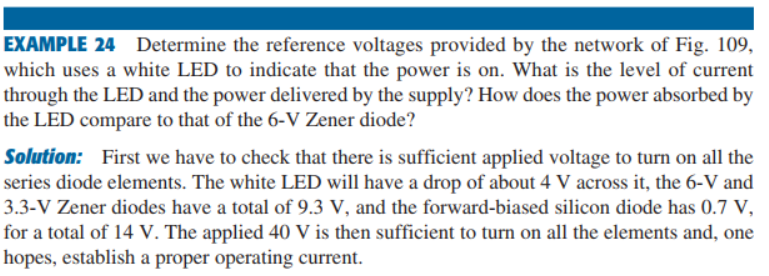 EXAMPLE 24 Determine the reference voltages provided by the network of Fig. 109,
which uses a white LED to indicate that the power is on. What is the level of current
through the LED and the power delivered by the supply? How does the power absorbed by
the LED compare to that of the 6-V Zener diode?
Solution: First we have to check that there is sufficient applied voltage to turn on all the
series diode elements. The white LED will have a drop of about 4 V across it, the 6-V and
3.3-V Zener diodes have a total of 9.3 V, and the forward-biased silicon diode has 0.7 V,
for a total of 14 V. The applied 40 V is then sufficient to turn on all the elements and, one
hopes, establish a proper operating current.